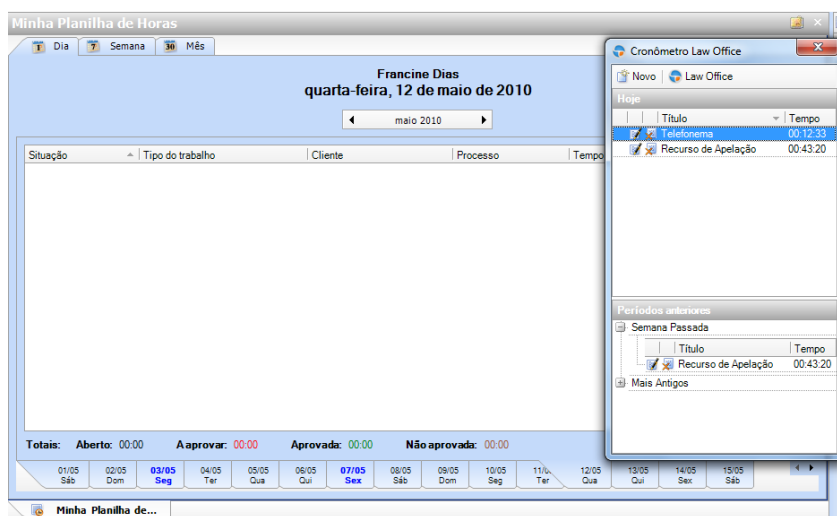 Minha Planilha de Horas
1 Dia 7 Semana 30 Mês
Francine Dias
quarta-feira, 12 de maio de 2010
maio 2010
Situação Tipo do trabalho Cliente Processo Tempo
Totais: Aberto: 00:00 A aprovar: 00:00 Aprovada: 00:00 Não aprovada: 00:00
01/05 02/05 03/05 04/05 05/05 06/05 07/05 08/05 09/05 10/05 12/05 13/05 14/05 15/05
Sáb Dom Seg Ter Qua Qui Sex Sáb Dom Seg Ter Qua Qui Sex Sáb
Minha Planilha de...
Cronômetro Law Office
Novo Law Office
Hoje
Título Tempo
Telefonema 00:12:33
Recurso de Apelação 00:43:20
Períodos anteriores
Semana Passada
Título Tempo
Recurso de Apelação 00:43:20
Mais Antigos